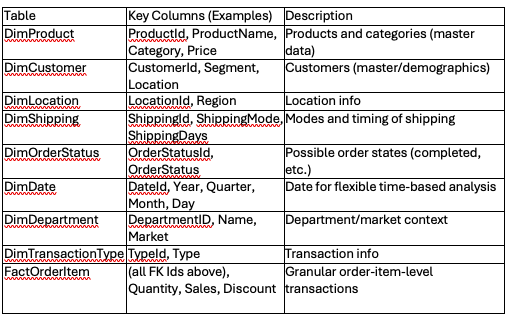 Table Key Columns (Examples) Description
DimProduct ProductId, ProductName, Products and categories (master
Category, Price data)
DimCustomer CustomerId, Segment, Customers (master/demographics)
Location
DimLocation LocationId, Region Location info
DimShipping ShippingId, ShippingMode, Modes and timing of shipping
ShippingDays
DimOrderStatus OrderStatusId, Possible order states (completed,
OrderStatus etc.)
DimDate DateId, Year, Quarter, Date for flexible time-based analysis
Month, Day
DimDepartment DepartmentID, Name, Department/market context
Market
DimTransactionType TypeId, Type Transaction info
FactOrderItem (all FK Ids above), Granular order-item-level
Quantity, Sales, Discount transactions